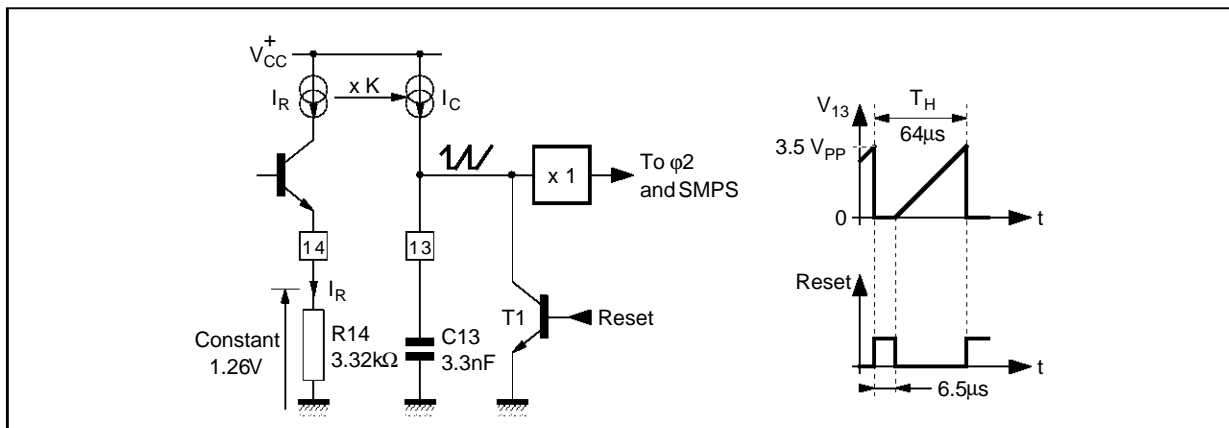 V+CC
IR
x K
IC
x 1
To φ2
and SMPS
14
13
IR
Constant
1.26V
R14
3.32kΩ
C13
3.3nF
T1
Reset
V13
TH
64μs
3.5 VPP
0
t
Reset
t
6.5μs